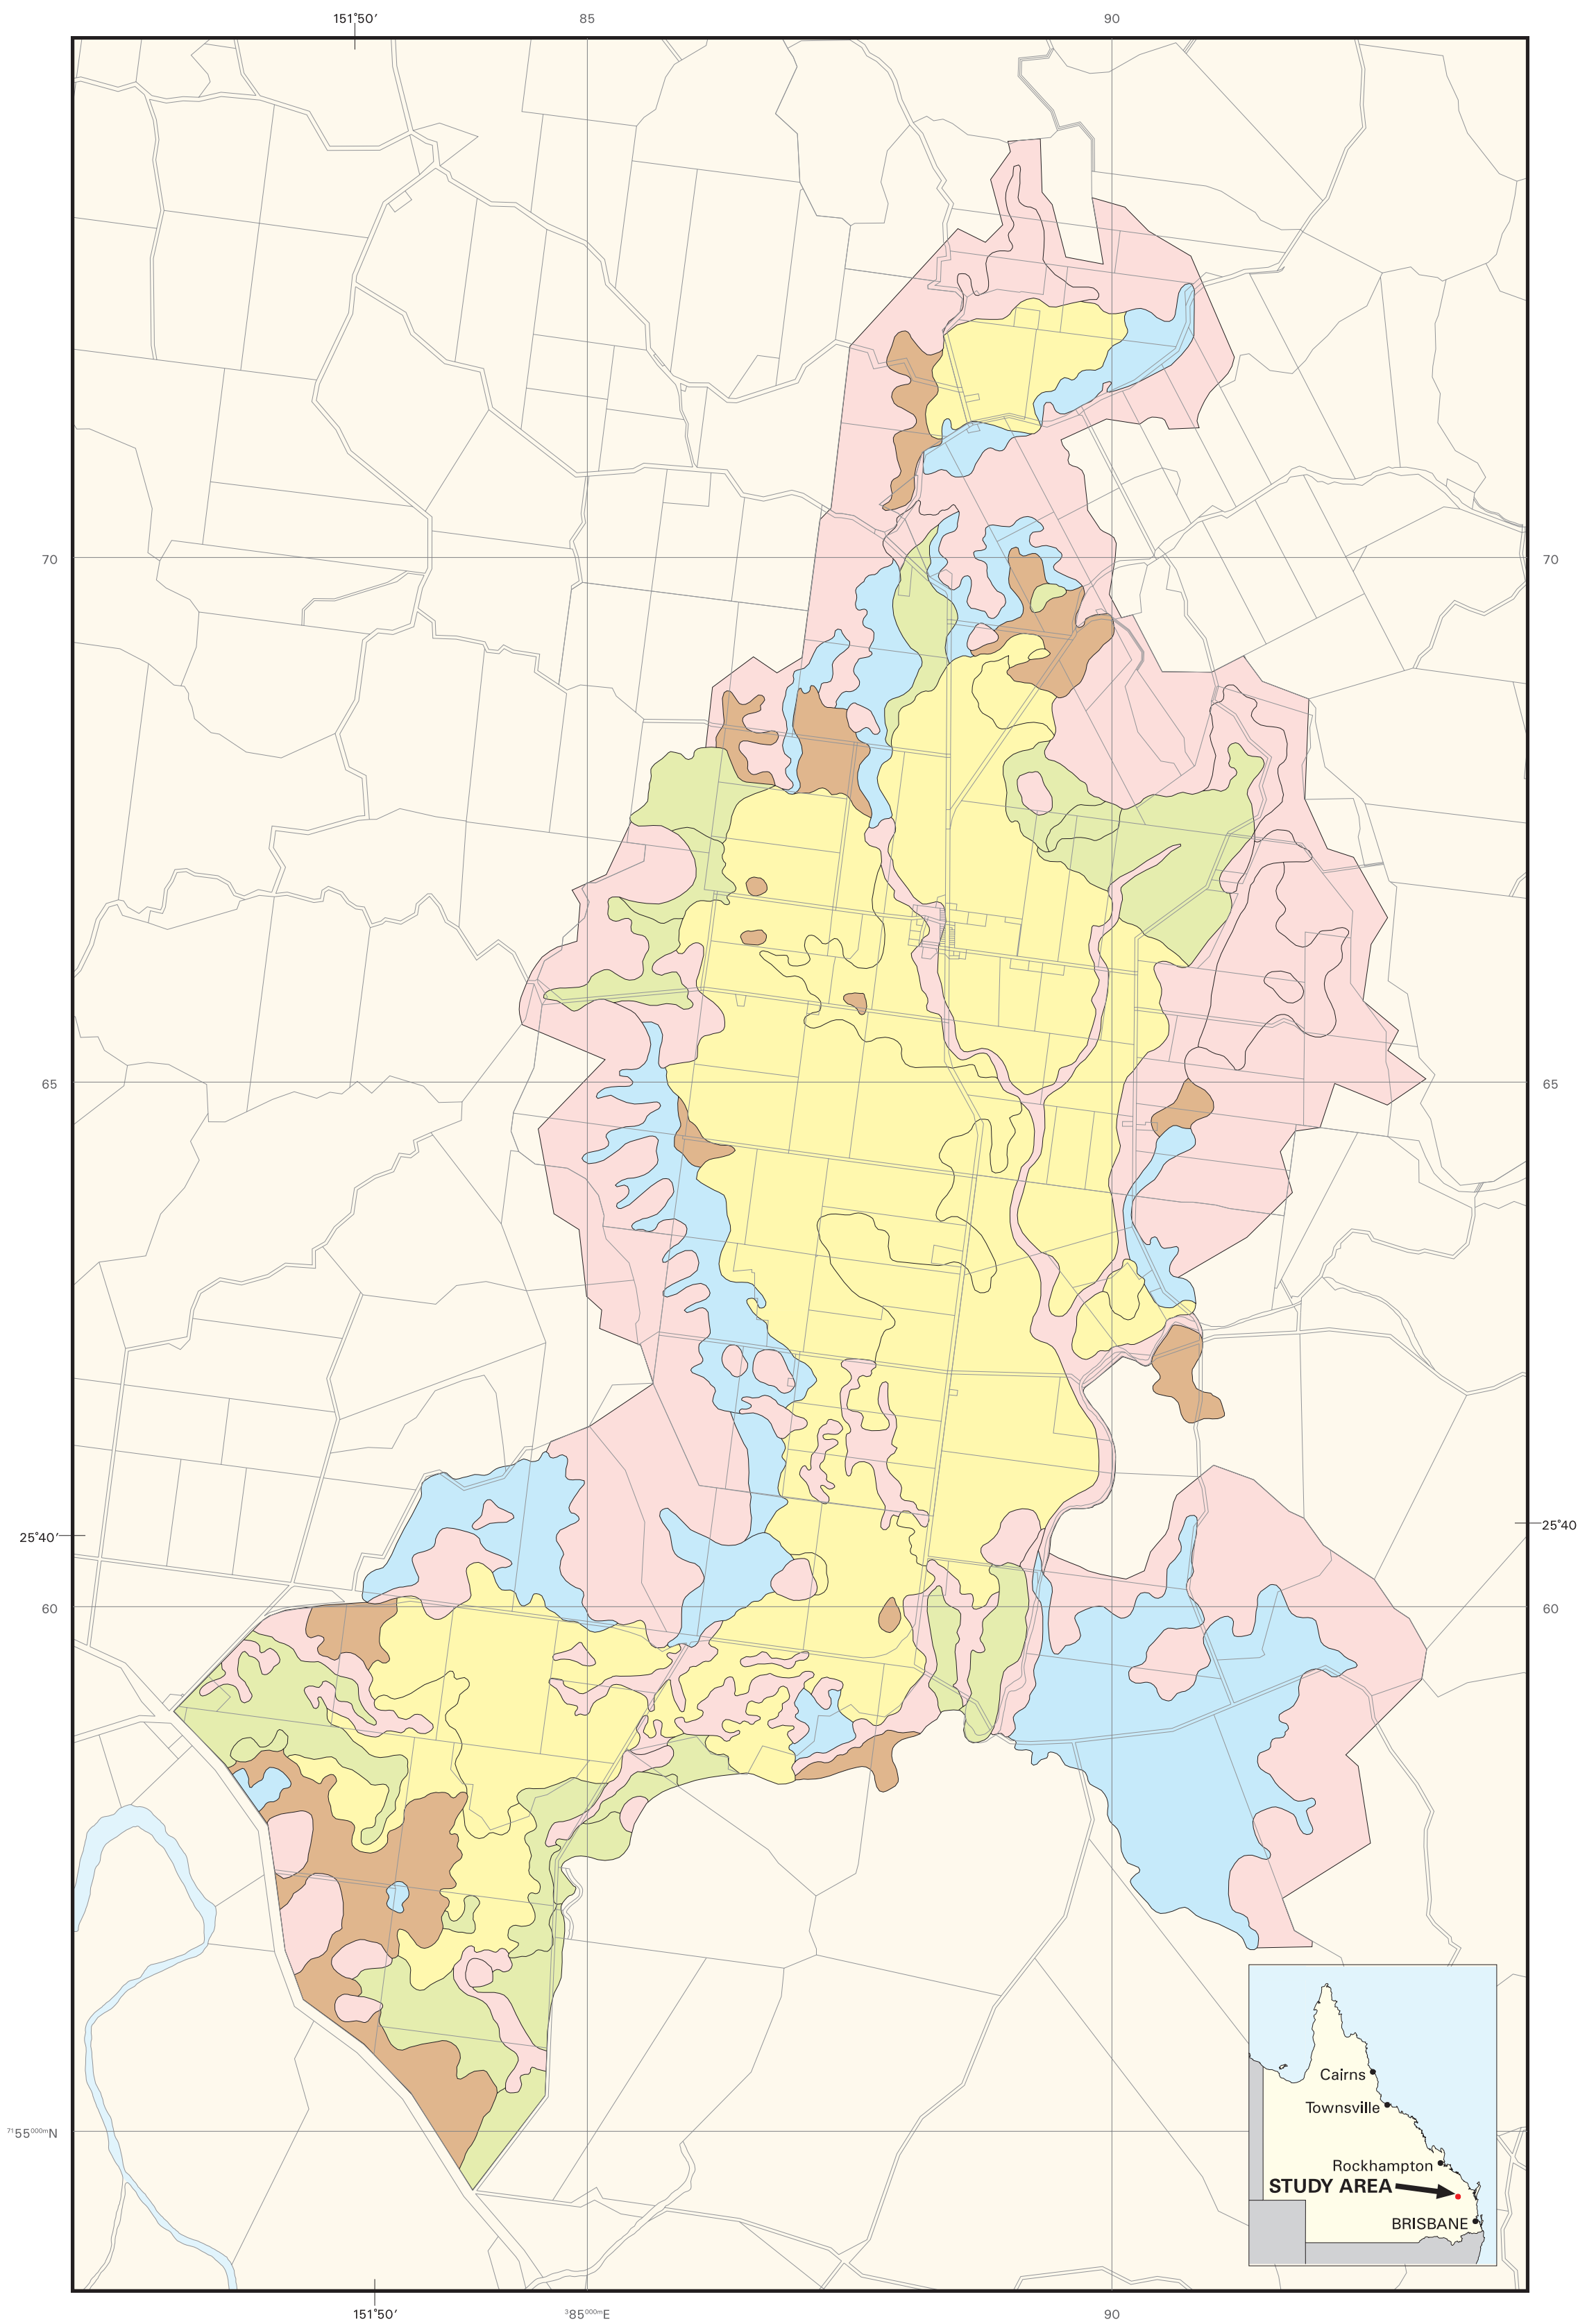 151°50′ 85 90
70 70
65 65
25°40′ 25°40
60 60
Cairns
Townsville
Rockhampton
STUDY AREA
BRISBANE
7155000mN
151°50′ 385000mE 90